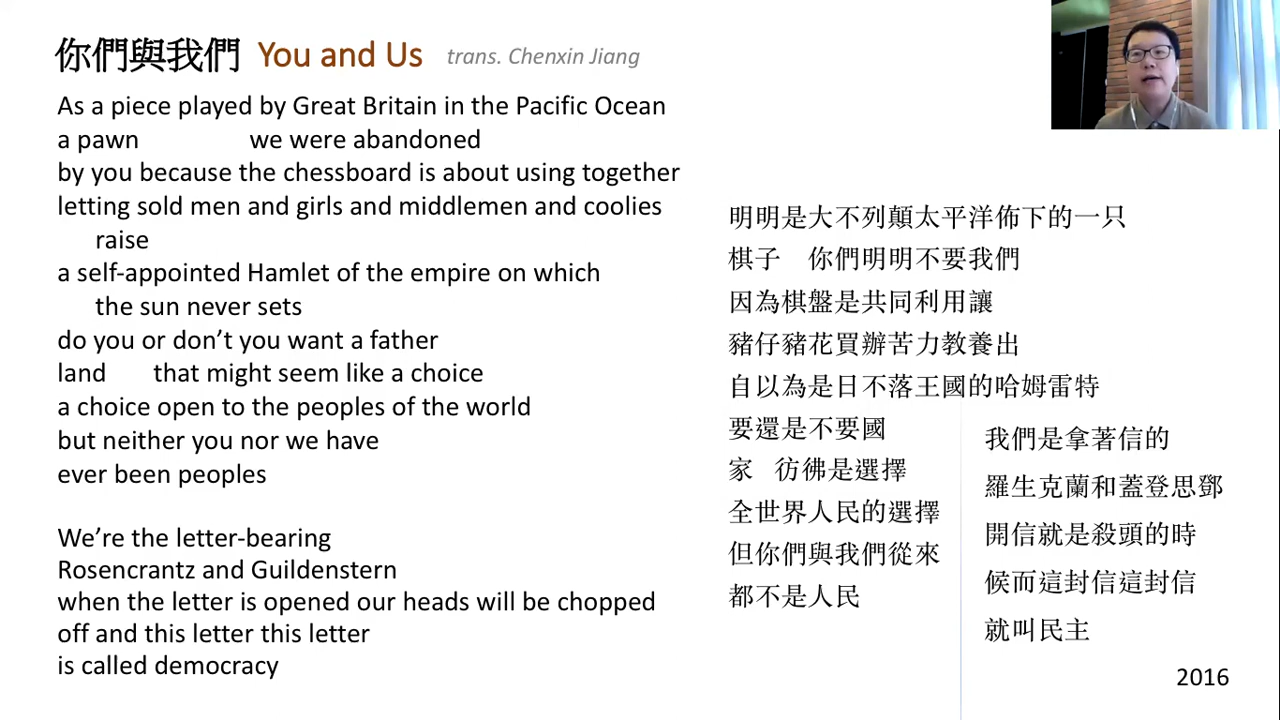 你們與我們 You and Us trans. Chenxin Jiang
As a piece played by Great Britain in the Pacific Ocean
a pawn we were abandoned
by you because the chessboard is about using together
letting sold men and girls and middlemen and coolies
raise
a self-appointed Hamlet of the empire on which
the sun never sets
do you or don’t you want a father
land that might seem like a choice
a choice open to the peoples of the world
but neither you nor we have
ever been peoples
We’re the letter-bearing
Rosencrantz and Guildenstern
when the letter is opened our heads will be chopped
off and this letter this letter
is called democracy
明明是大不列顛太平洋佈下的一只
棋子 你們明明不要我們
因為棋盤是共同利用讓
豬仔豬花買辦苦力教養出
自以為是日不落王國的哈姆雷特
要還是不要國
家 彷彿是選擇
全世界人民的選擇
但你們與我們從來
都不是人民
我們是拿著信的
羅生克蘭和蓋登思鄧
開信就是殺頭的時
候而這封信這封信
就叫民主
2016